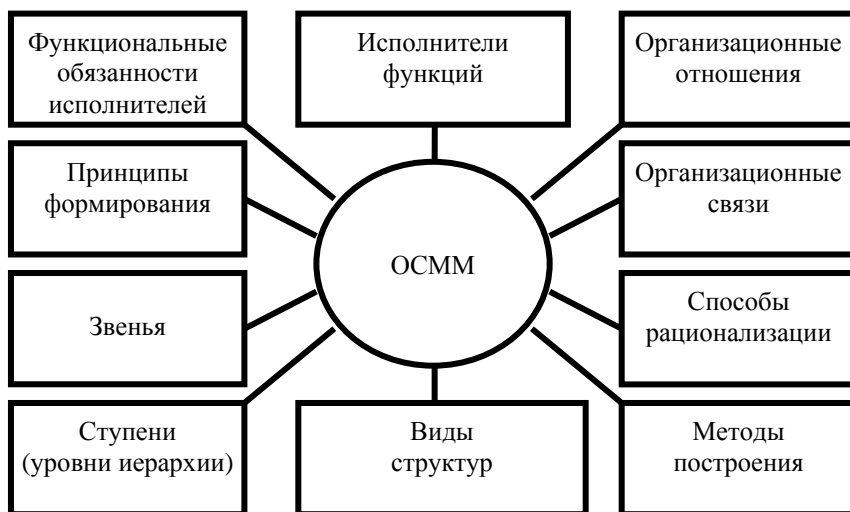 Функциональные
обязанности
исполнителей
Исполнители
функций
Организационные
отношения
Принципы
формирования
Организационные
связи
ОСММ
Звенья
Способы
рационализации
Ступени
(уровни иерархии)
Виды
структур
Методы
построения